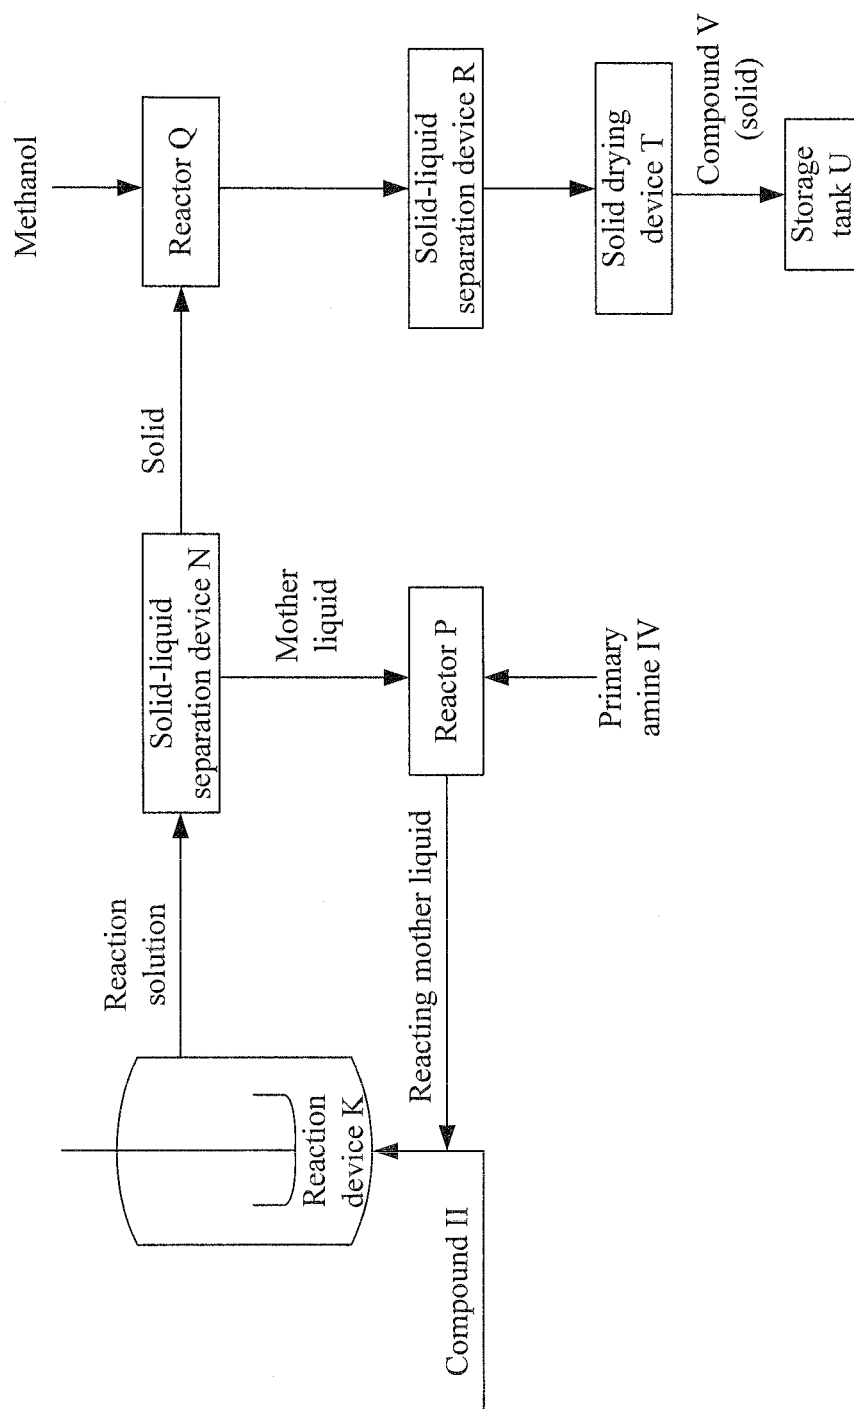 Compound II
Reaction
device K
Reaction
solution
Reacting mother liquid
Solid-liquid
separation device N
Mother
liquid
Reactor P
Primary
amine IV
Solid
Methanol
Reactor Q
Solid-liquid
separation device R
Solid drying
device T
Compound V
(solid)
Storage
tank U